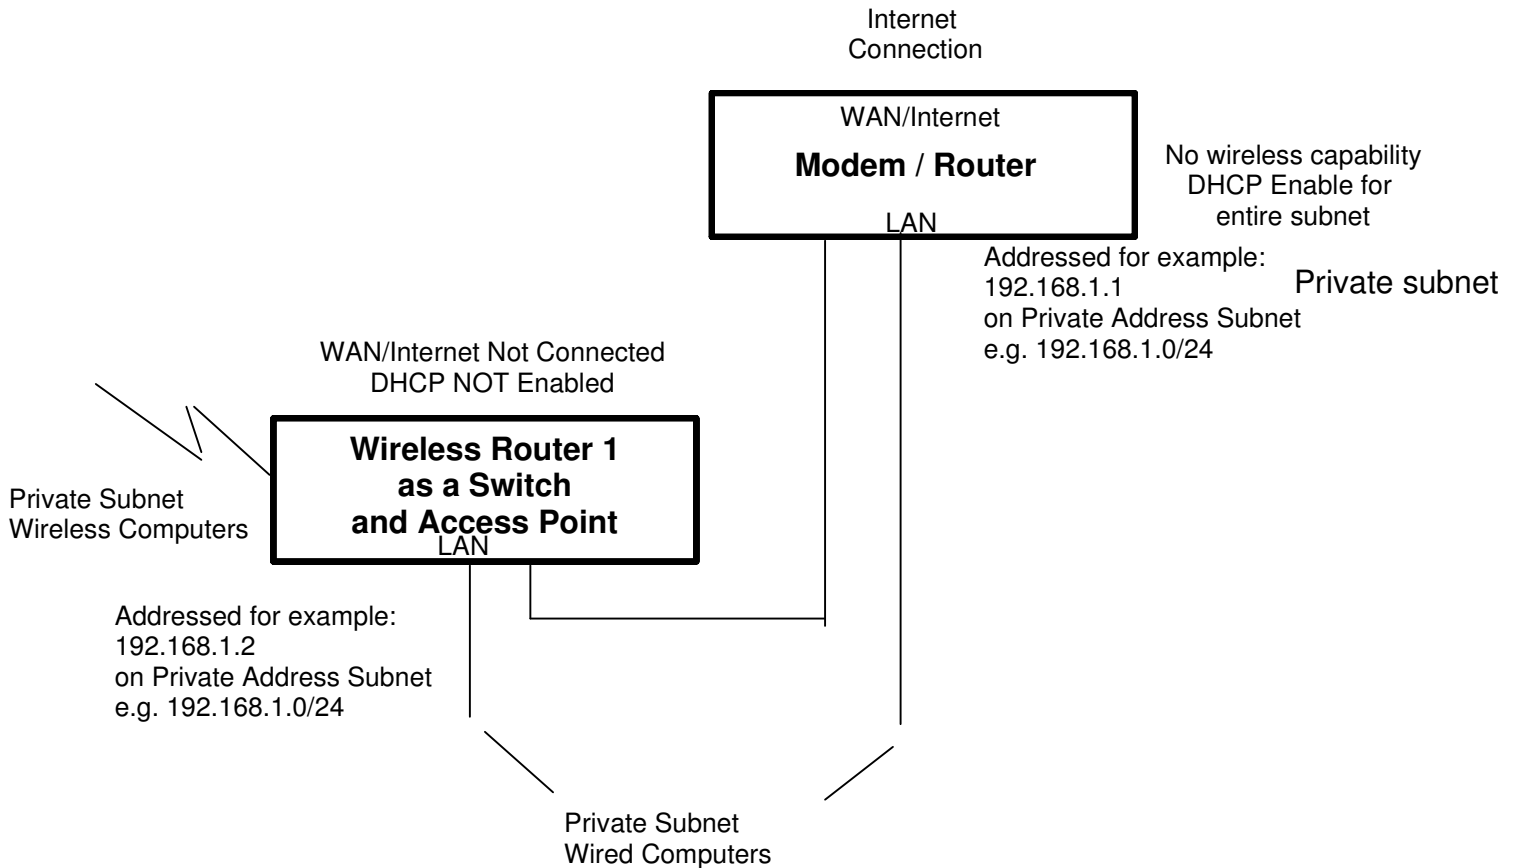 Internet
Connection
WAN/Internet
Modem / Router
LAN
No wireless capability
DHCP Enable for
entire subnet
Addressed for example:
192.168.1.1
on Private Address Subnet
e.g. 192.168.1.0/24
Private subnet
WAN/Internet Not Connected
DHCP NOT Enabled
Wireless Router 1
as a Switch
and Access Point
LAN
Private Subnet
Wireless Computers
Addressed for example:
192.168.1.2
on Private Address Subnet
e.g. 192.168.1.0/24
Private Subnet
Wired Computers